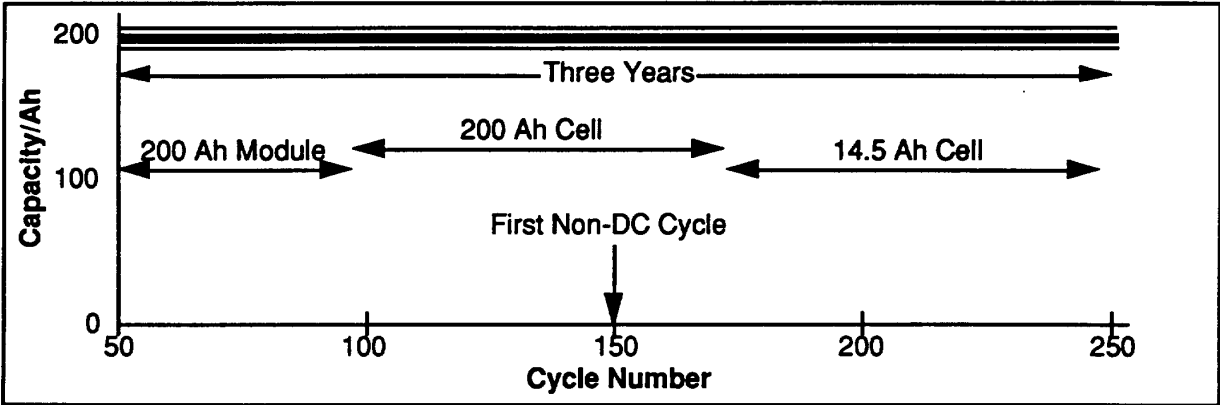 200
Three Years
200 Ah Cell
200 Ah Module
14.5 Ah Cell
100
Capacity/Ah
First Non-DC Cycle
0
50
100
150
200
250
Cycle Number